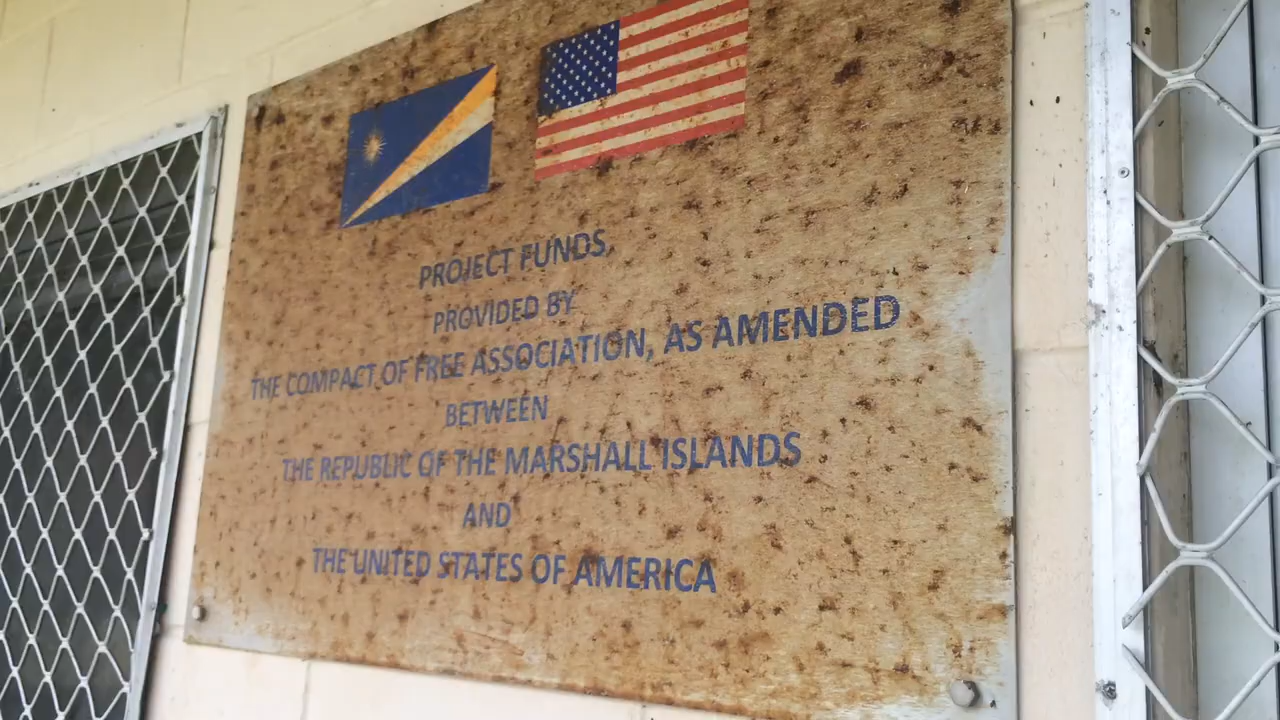 PROJECT FUNDS,
PROVIDED BY
THE COMPACT OF FREE ASSOCIATION, AS AMENDED
BETWEEN
THE REPUBLIC OF THE MARSHALL ISLANDS
AND
THE UNITED STATES OF AMERICA